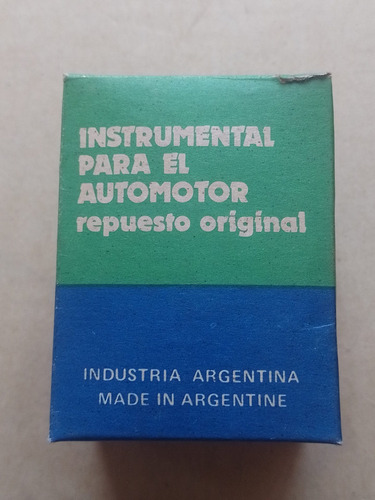 INSTRUMENTAL
PARA EL
AUTOMOTOR
repuesto original
INDUSTRIA ARGENTINA
MADE IN ARGENTINE